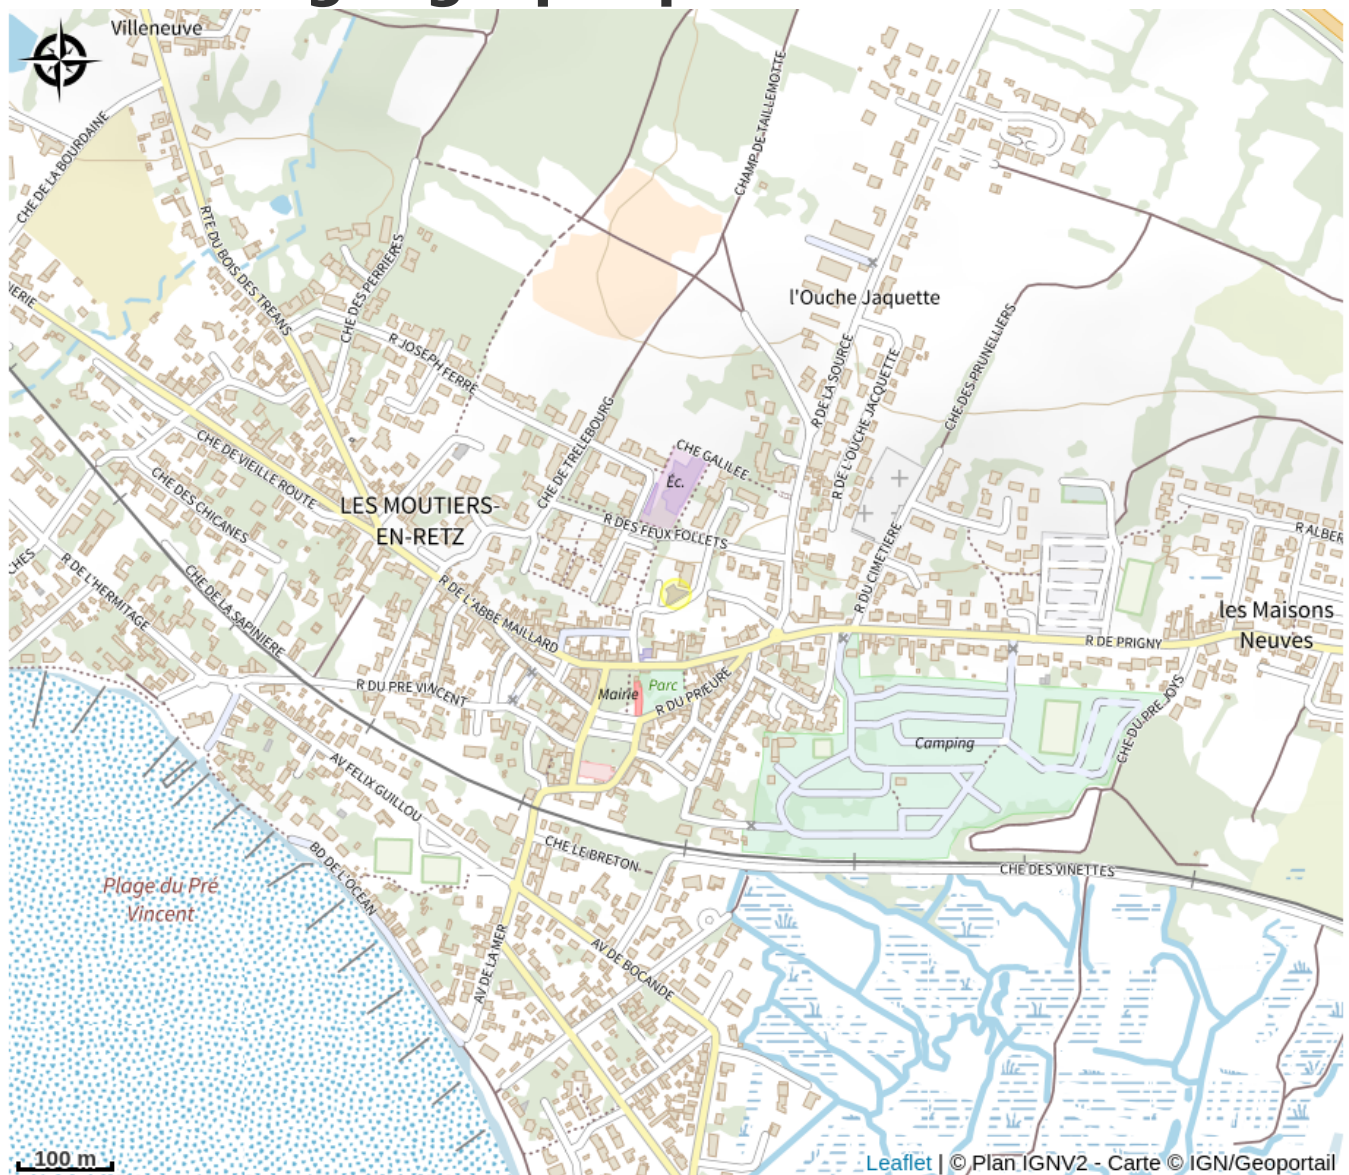 Villeneuve
CHE DE LA BOURDAINE
CHAMP DE TAILLEMOTTE
RTE DU BOIS DES TREANS
CHE DES PERRIERES
l'Ouche Jaquette
NERIE
R JOSEPH FERRE
R DE LA SOURCE
R DE L'OUCHE JACQUETTE
CHE DES PRUNELLIERS
CHE DE TRELEBOURG
CHE GALILEE
Éc.
CHE DE VIEILLE ROUTE
CHE DES CHICANES
LES MOUTIERS-
EN-RETZ
R DES FEUX FOLLETS
R ALBER
CHES
R DE L'HERMITAGE
CHE DE LA SAPINIERE
R DE L'ABBE MAILLARD
R DU CIMETIERE
les Maisons
Neuves
R DE PRIGNY
R DU PRE VINCENT
Mairie
Parc
R DU PRIEURE
CHE DU PRE JOYS
Camping
AV FELIX GUILLOU
CHE LE BRETON
CHE DES VINETTES
BD DE L'OCEAN
Plage du Pré
Vincent
AV DE LA MER
AV DE BOCANDE
100 m
Leaflet | © Plan IGNV2 - Carte © IGN/Geoportail